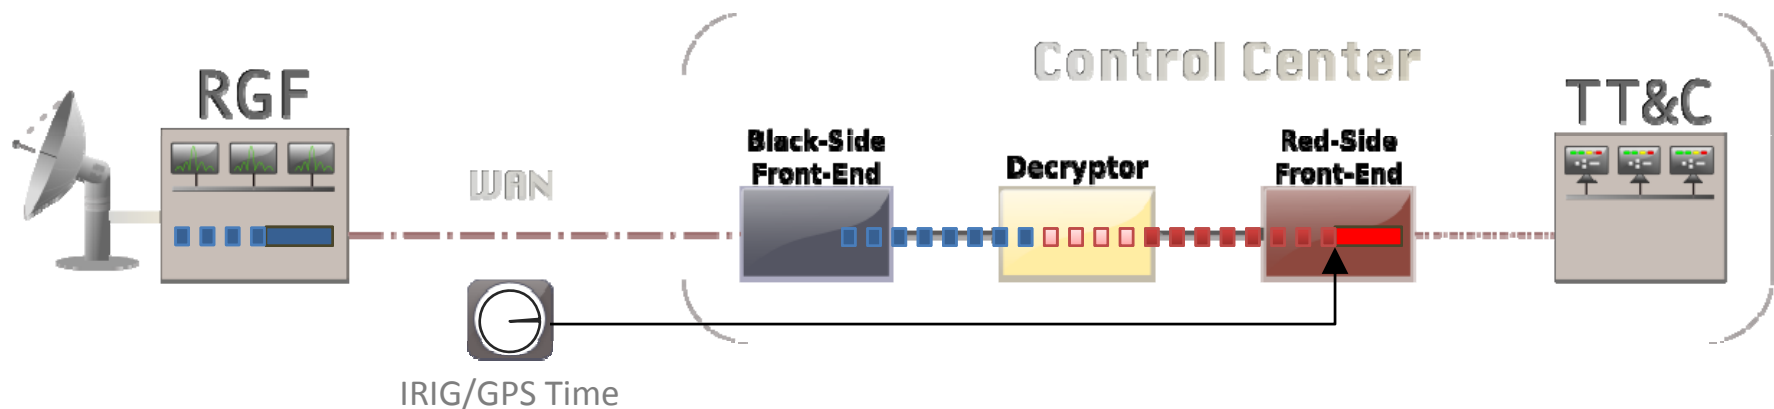 Control Center
RGF
TT&C
Black-Side
Front-End
Decryptor
Red-Side
Front-End
WAN
IRIG/GPS Time